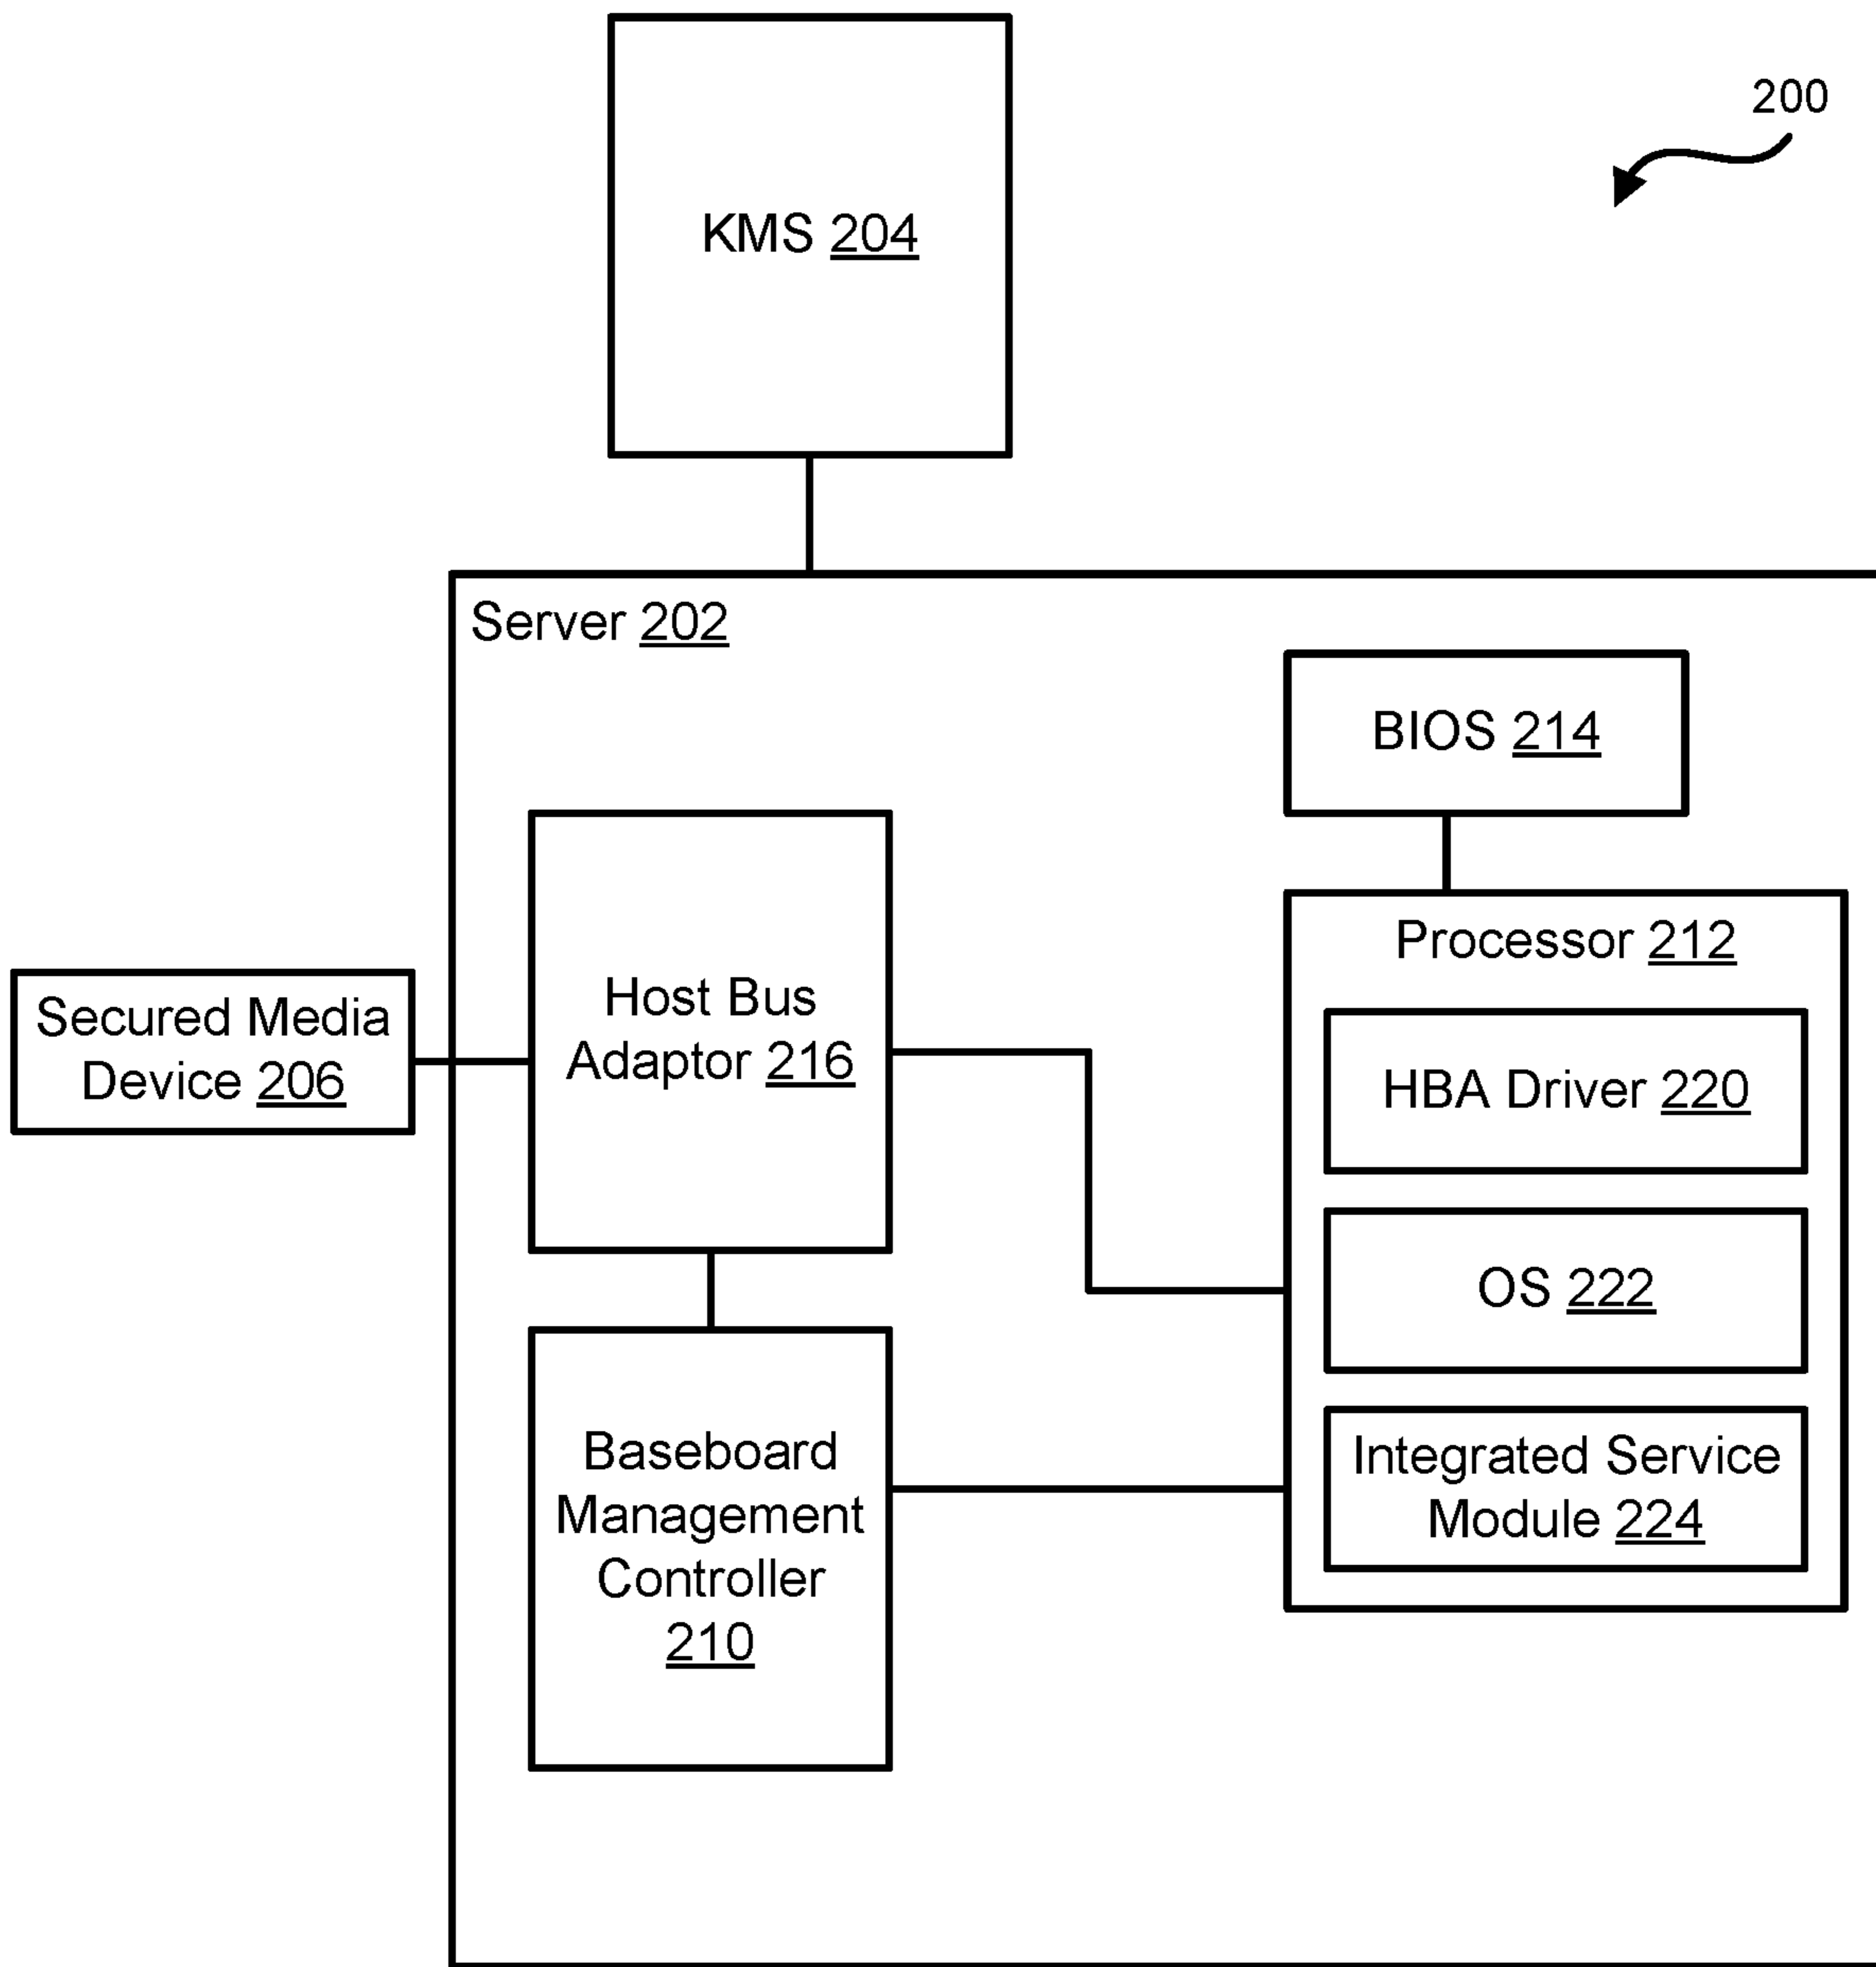 200
KMS 204
Server 202
BIOS 214
Processor 212
Host Bus
Adaptor 216
Secured Media
Device 206
HBA Driver 220
OS 222
Integrated Service
Module 224
Baseboard
Management
Controller
210